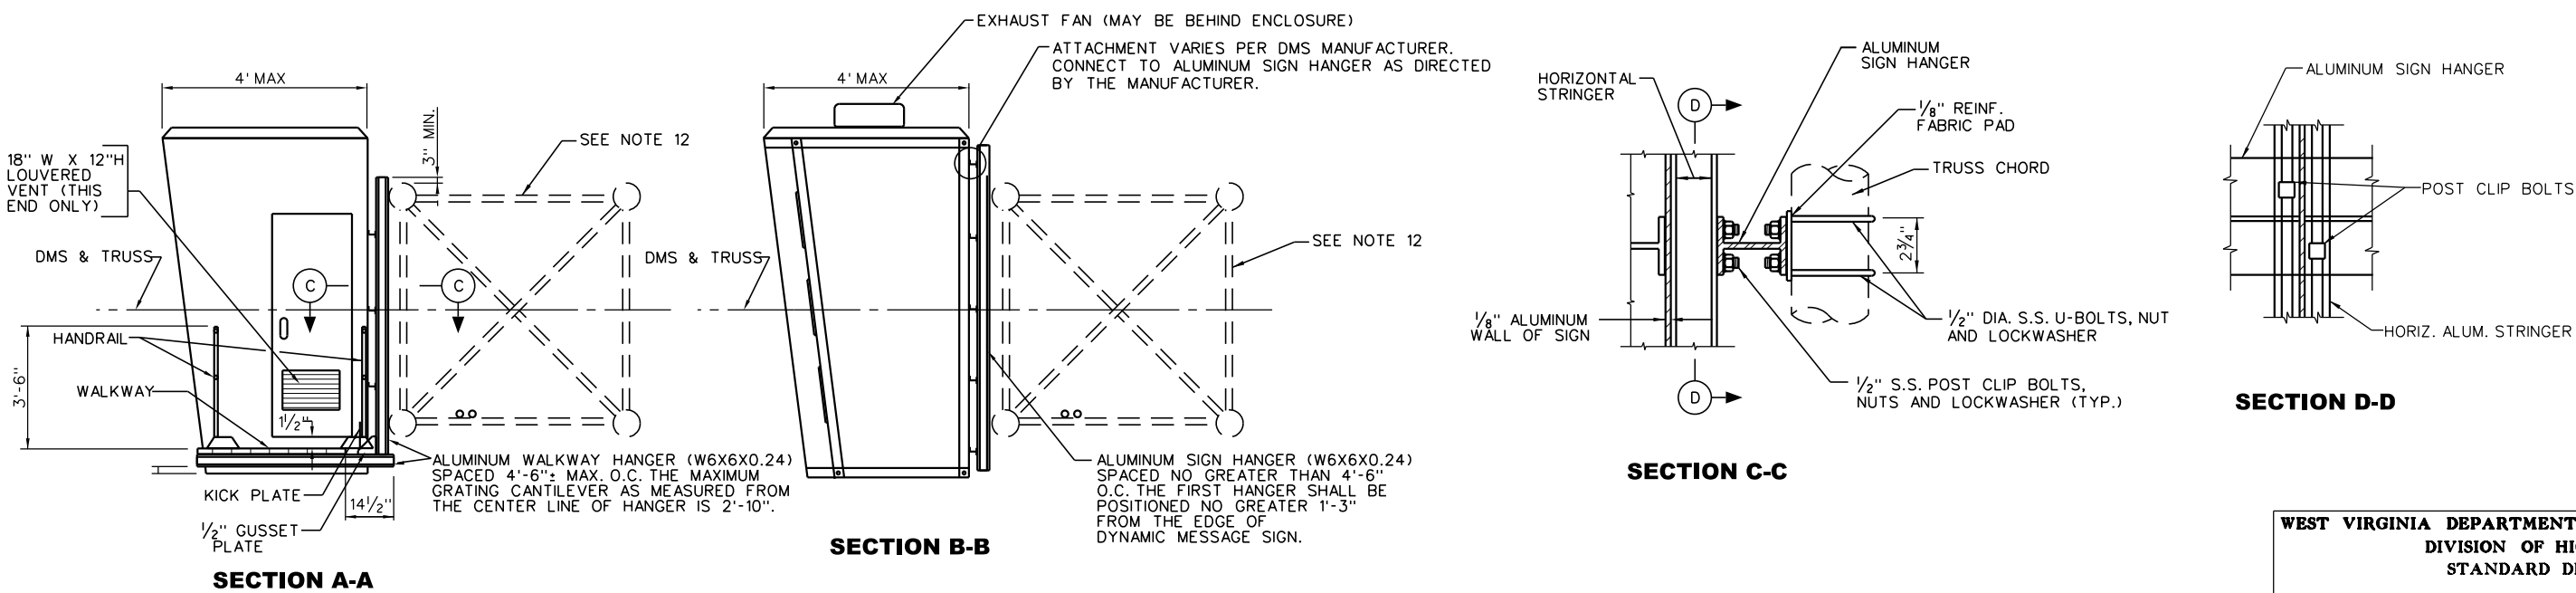 4' MAX
18" W X 12"H
LOUVERED
VENT (THIS
END ONLY)
3" MIN.
SEE NOTE 12
DMS & TRUSS
C
C
HANDRAIL
3'-6"
WALKWAY
1 1/2"
KICK PLATE
14 1/2"
1/2" GUSSET
PLATE
ALUMINUM WALKWAY HANGER (W6X6X0.24)
SPACED 4'-6"± MAX. O.C. THE MAXIMUM
GRATING CANTILEVER AS MEASURED FROM
THE CENTER LINE OF HANGER IS 2'-10".
SECTION A-A
EXHAUST FAN (MAY BE BEHIND ENCLOSURE)
ATTACHMENT VARIES PER DMS MANUFACTURER.
CONNECT TO ALUMINUM SIGN HANGER AS DIRECTED
BY THE MANUFACTURER.
4' MAX
SEE NOTE 12
DMS & TRUSS
ALUMINUM SIGN HANGER (W6X6X0.24)
SPACED NO GREATER THAN 4'-6"
O.C. THE FIRST HANGER SHALL BE
POSITIONED NO GREATER 1'-3"
FROM THE EDGE OF
DYNAMIC MESSAGE SIGN.
SECTION B-B
ALUMINUM
SIGN HANGER
HORIZONTAL
STRINGER
D
1/8" REINF.
FABRIC PAD
TRUSS CHORD
2 3/4"
1/8" ALUMINUM
WALL OF SIGN
1/2" DIA. S.S. U-BOLTS, NUT
AND LOCKWASHER
1/2" S.S. POST CLIP BOLTS,
NUTS AND LOCKWASHER (TYP.)
D
SECTION C-C
ALUMINUM SIGN HANGER
POST CLIP BOLTS
HORIZ. ALUM. STRINGER
SECTION D-D
WEST VIRGINIA DEPARTMENT
DIVISION OF
STANDARD